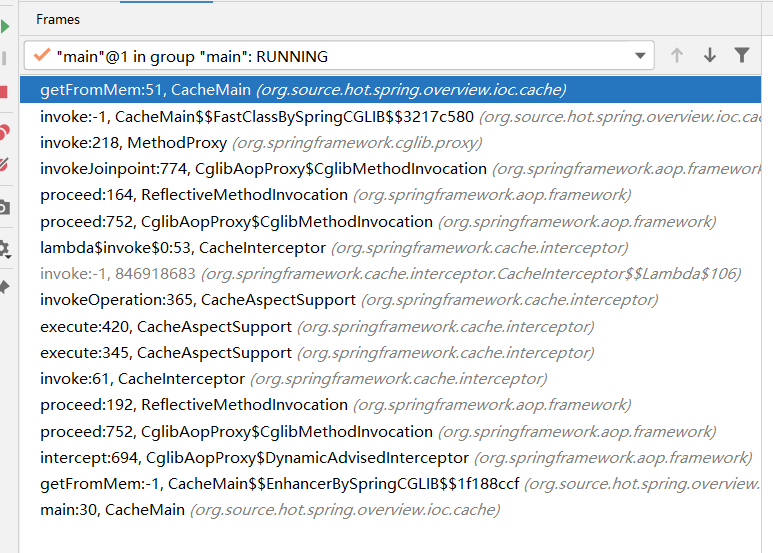 Frames
"main"@1 in group "main": RUNNING
getFromMem:51, CacheMain (org.source.hot.spring.overview.ioc.cache)
invoke:-1, CacheMain$$FastClassBySpringCGLIB$$3217c580 (org.source.hot.spring.overview.ioc.ca
invoke:218, MethodProxy (org.springframework.cglib.proxy)
invokeJoinpoint:774, CglibAopProxy$CglibMethodInvocation (org.springframework.aop.framework
proceed:164, ReflectiveMethodInvocation (org.springframework.aop.framework)
proceed:752, CglibAopProxy$CglibMethodInvocation (org.springframework.aop.framework)
lambda$invoke$0:53, CacheInterceptor (org.springframework.cache.interceptor)
invoke:-1, 846918683 (org.springframework.cache.interceptor.CacheInterceptor$$Lambda$106)
invokeOperation:365, CacheAspectSupport (org.springframework.cache.interceptor)
execute:420, CacheAspectSupport (org.springframework.cache.interceptor)
execute:345, CacheAspectSupport (org.springframework.cache.interceptor)
invoke:61, CacheInterceptor (org.springframework.cache.interceptor)
proceed:192, ReflectiveMethodInvocation (org.springframework.aop.framework)
proceed:752, CglibAopProxy$CglibMethodInvocation (org.springframework.aop.framework)
intercept:694, CglibAopProxy$DynamicAdvisedInterceptor (org.springframework.aop.framework)
getFromMem:-1, CacheMain$$EnhancerBySpringCGLIB$$1f188ccf (org.source.hot.spring.overview.
main:30, CacheMain (org.source.hot.spring.overview.ioc.cache)